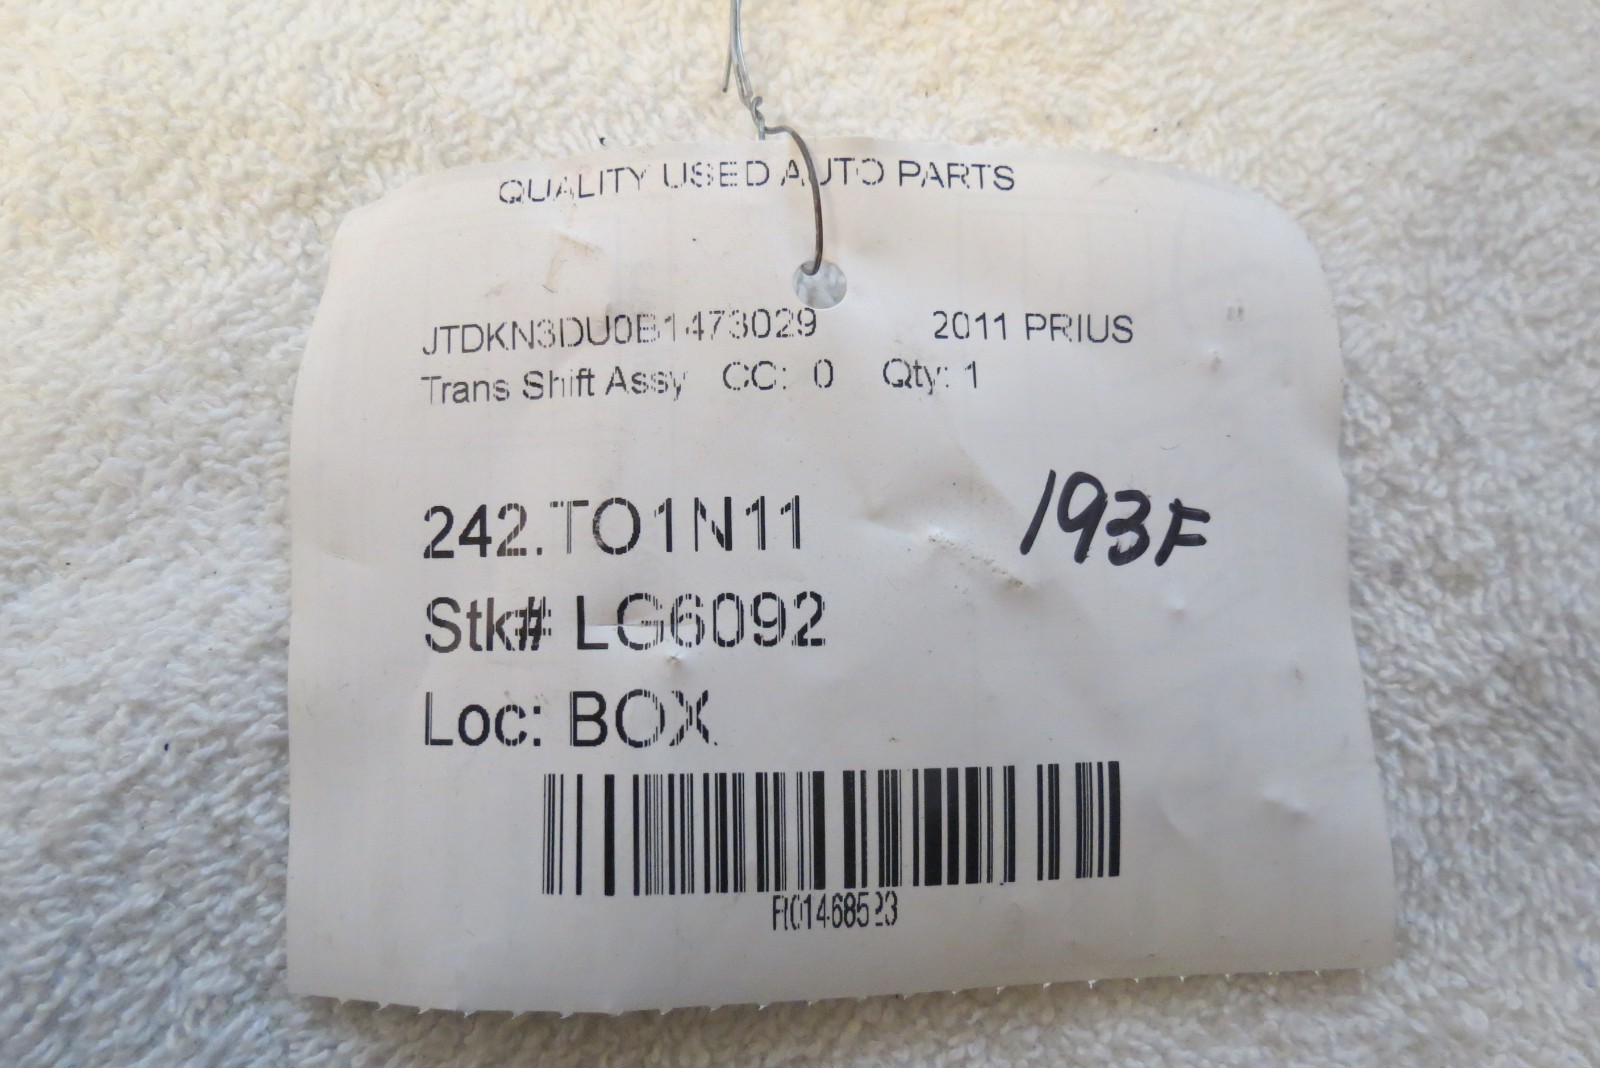 QUALITY USED AUTO PARTS
JTDKN3DU0B1473029 2011 PRIUS
Trans Shift Assy CC: 0 Qty: 1
242.TO1N11 193F
Stk# LG6092
Loc: BOX
R01468523